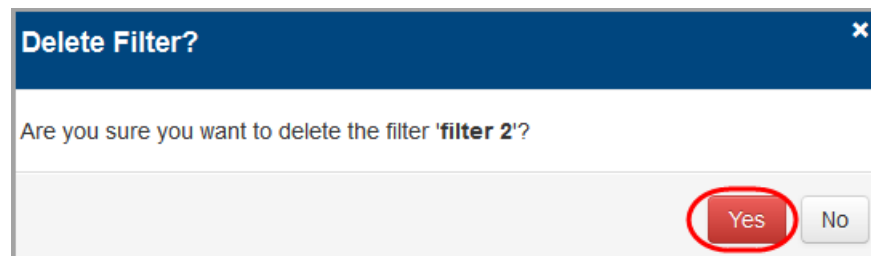 Delete Filter?
Are you sure you want to delete the filter 'filter 2'?
Yes No